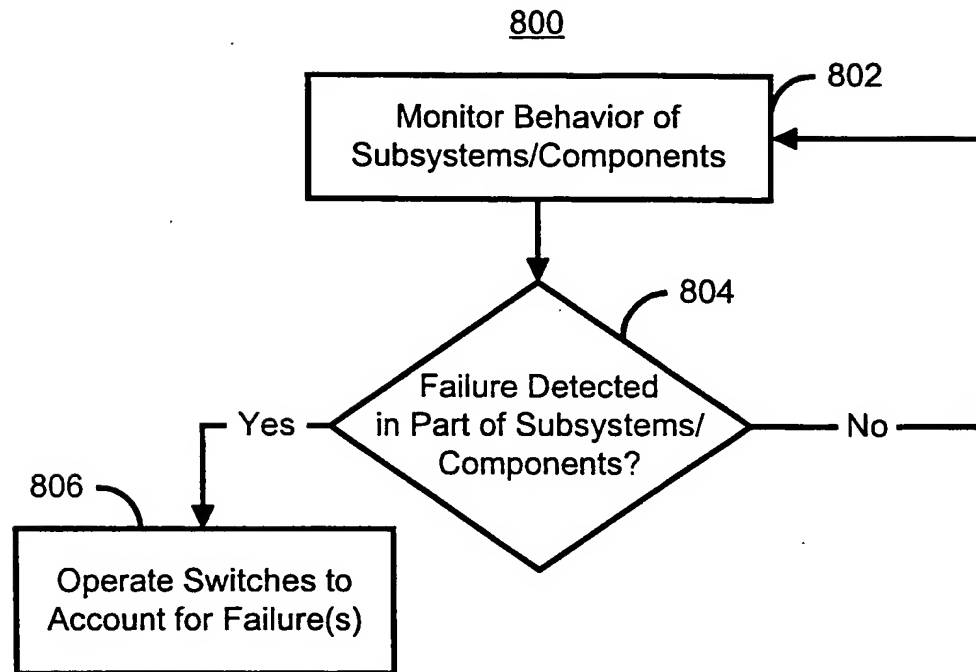 800
802
Monitor Behavior of
Subsystems/Components
804
Failure Detected
in Part of Subsystems/
Components?
Yes
No
806
Operate Switches to
Account for Failure(s)